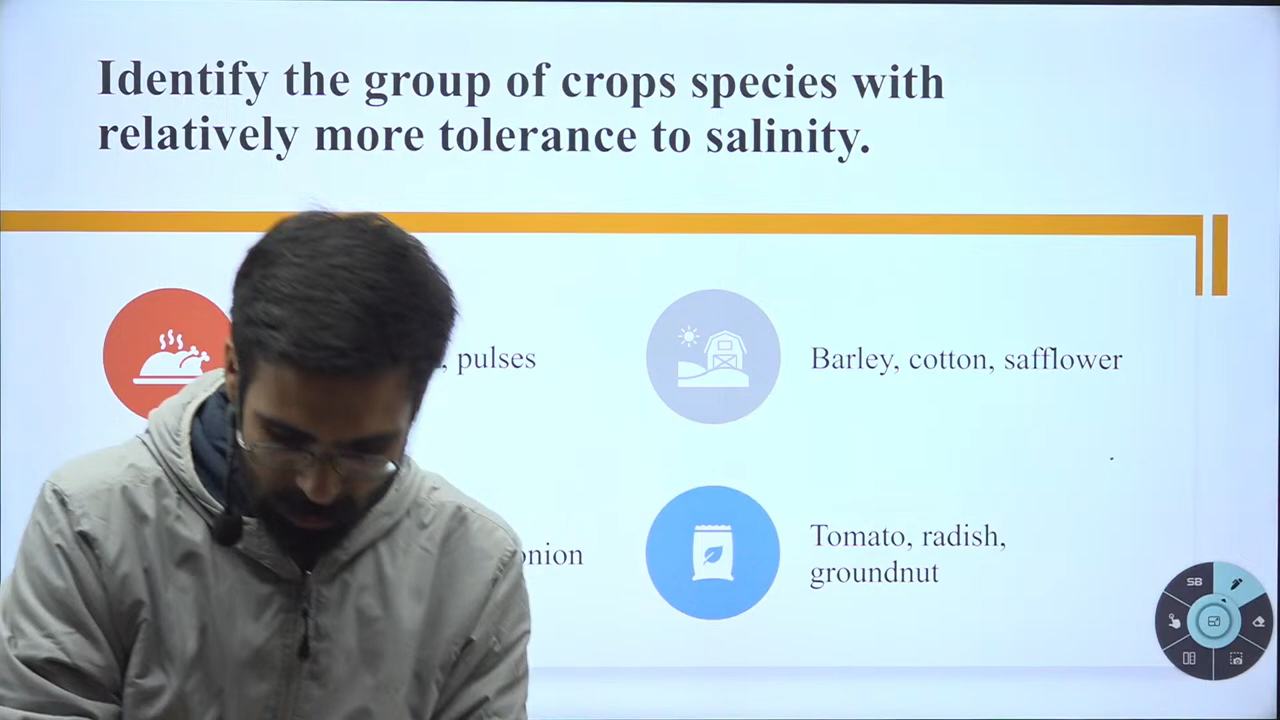 Identify the group of crops species with
relatively more tolerance to salinity.
, pulses
Barley, cotton, safflower
onion
Tomato, radish,
groundnut
SB